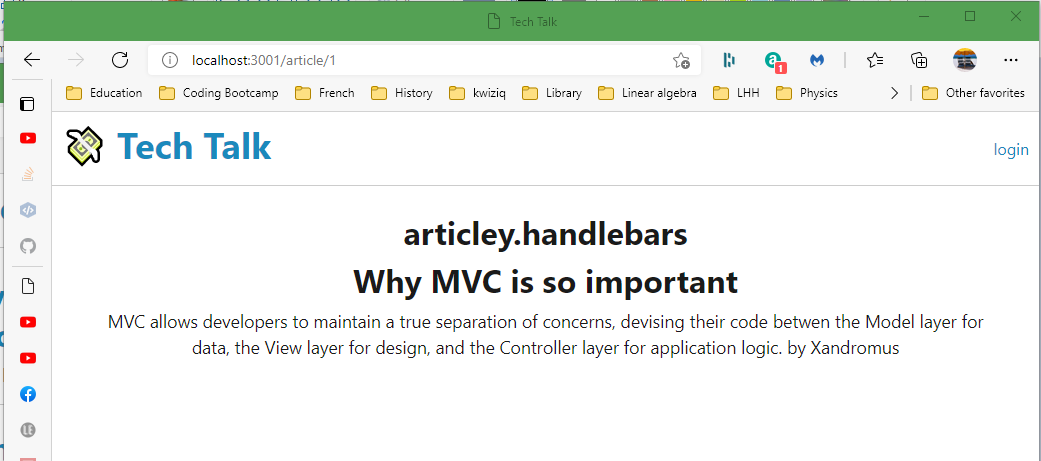 Tech Talk
localhost:3001/article/1
1
Education Coding Bootcamp French History kwiziq Library Linear algebra LHH Physics Other favorites
Tech Talk
login
articley.handlebars
Why MVC is so important
MVC allows developers to maintain a true separation of concerns, devising their code betwen the Model layer for
data, the View layer for design, and the Controller layer for application logic. by Xandromus